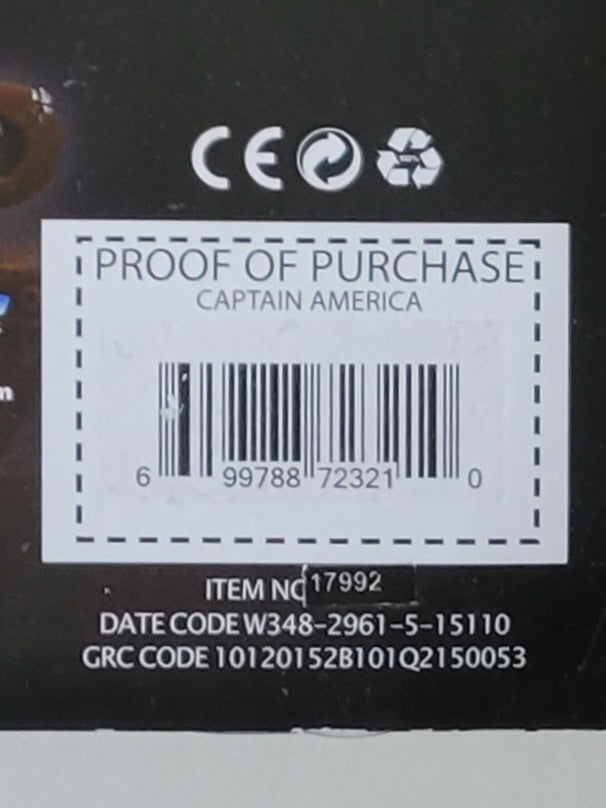 CE
PROOF OF PURCHASE
CAPTAIN AMERICA
6 99788 72321 0
ITEM NO 17992
DATE CODE W348-2961-5-15110
GRC CODE 10120152B101Q2150053